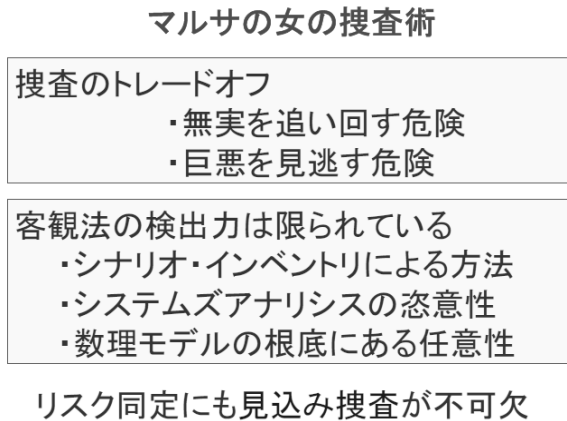 マルサの女の捜査術
捜査のトレードオフ
・無実を追い回す危険
・巨悪を見逃す危険
客観法の検出力は限られている
・シナリオ・インベントリによる方法
・システムズアナリシスの恣意性
・数理モデルの根底にある任意性
リスク同定にも見込み捜査が不可欠